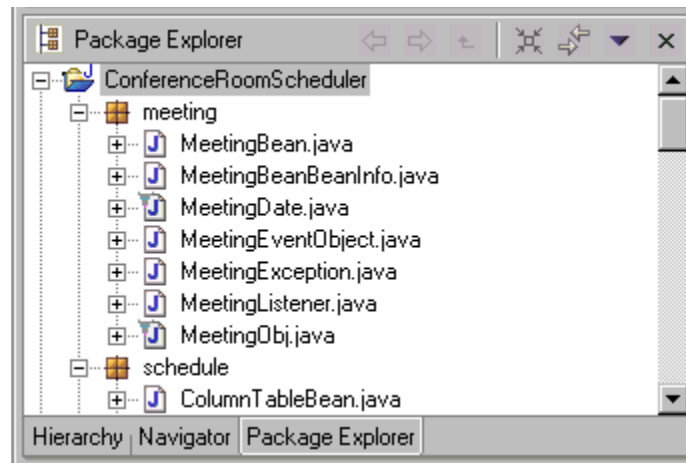 Package Explorer
ConferenceRoomScheduler
meeting
MeetingBean.java
MeetingBeanBeanInfo.java
MeetingDate.java
MeetingEventObject.java
MeetingException.java
MeetingListener.java
MeetingObj.java
schedule
ColumnTableBean.java
Hierarchy Navigator Package Explorer